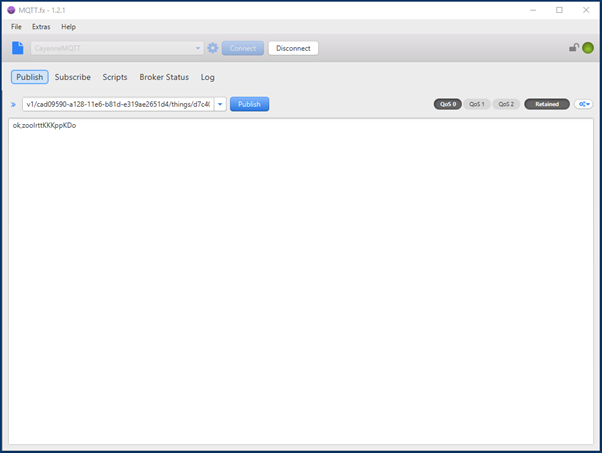 MQTT.fx - 1.2.1
File Extras Help
CayenneMQTT Connect Disconnect
Publish Subscribe Scripts Broker Status Log
» v1/cad09590-a128-11e6-b81d-e319ae2651d4/things/d7c4 Publish QoS 0 QoS 1 QoS 2 Retained
ok,zoolrttKKKppKDo